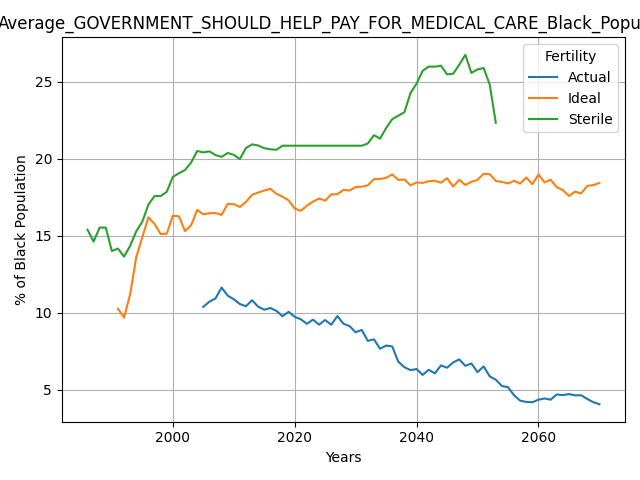 Average_GOVERNMENT_SHOULD_HELP_PAY_FOR_MEDICAL_CARE_Black_Popu
Fertility
Actual
Ideal
Sterile
% of Black Population
25
20
15
10
5
2000 2020 2040 2060
Years